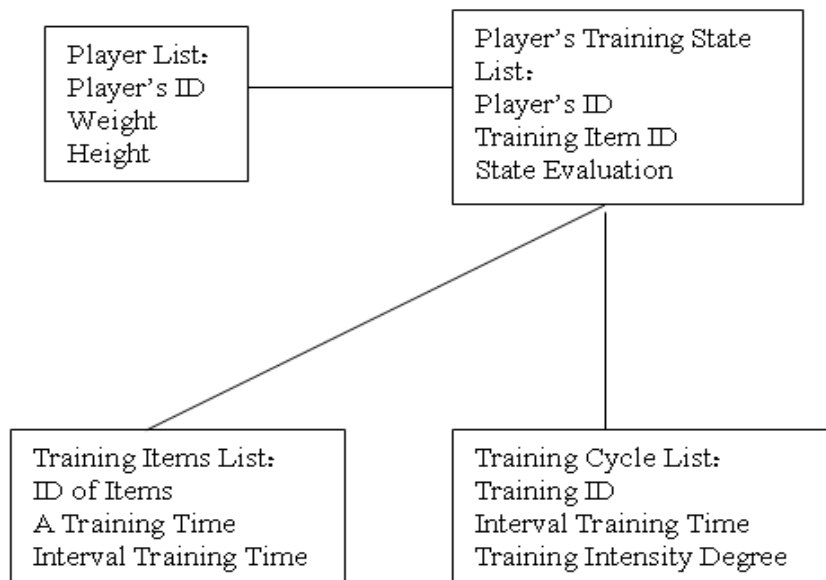 Player List:
Player's ID
Weight
Height
Player's Training State
List:
Player's ID
Training Item ID
State Evaluation
Training Items List:
ID of Items
A Training Time
Interval Training Time
Training Cycle List:
Training ID
Interval Training Time
Training Intensity Degree